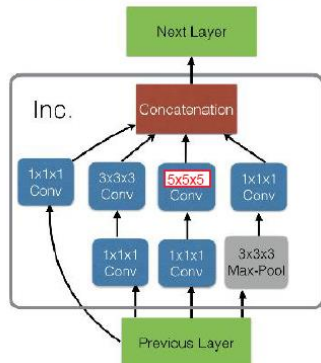 Next Layer
Inc.
Concatenation
1x1x1
Conv
3x3x3
Conv
5x5x5
Conv
1x1x1
Conv
1x1x1
Conv
1x1x1
Conv
3x3x3
Max-Pool
Previous Layer